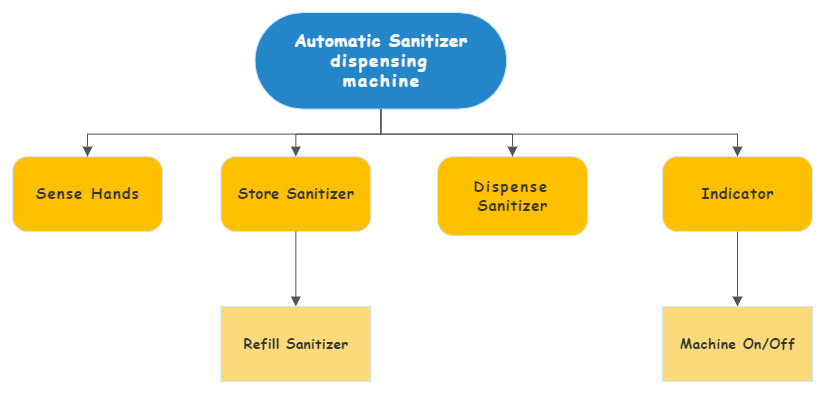 Automatic Sanitizer
dispensing
machine
Sense Hands
Store Sanitizer
Dispense
Sanitizer
Indicator
Refill Sanitizer
Machine On/Off